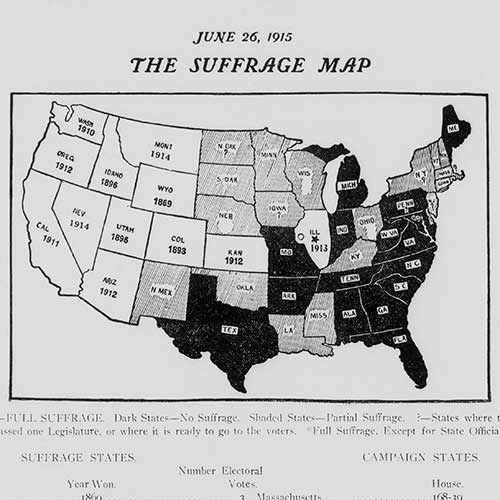 JUNE 26, 1915
THE SUFFRAGE MAP
WASH 1910
OREG 1912
CAL. 1911
IDAHO 1896
NEV 1914
MONT 1914
WYO 1869
UTAH 1896
ARIZ 1912
COL 1893
N MEX
N DAK ?
S DAK
NEB
KAN 1912
OKLA
TEX
MINN
IOWA ?
MO
ARK
LA
WIS
ILL 1913
MICH
IND
OHIO
KY
TENN
MISS
ALA
GA
FLA
S C
N C
VA
W VA
PENN
N Y
ME
—FULL SUFFRAGE. Dark States—No Suffrage. Shaded States—Partial Suffrage. ?—States where t
assed one Legislature, or where it is ready to go to the voters. *Full Suffrage, Except for State Officia
SUFFRAGE STATES. CAMPAIGN STATES.
Number Electoral
Year Won. Votes. House.
1869 3 Massachusetts 168-39